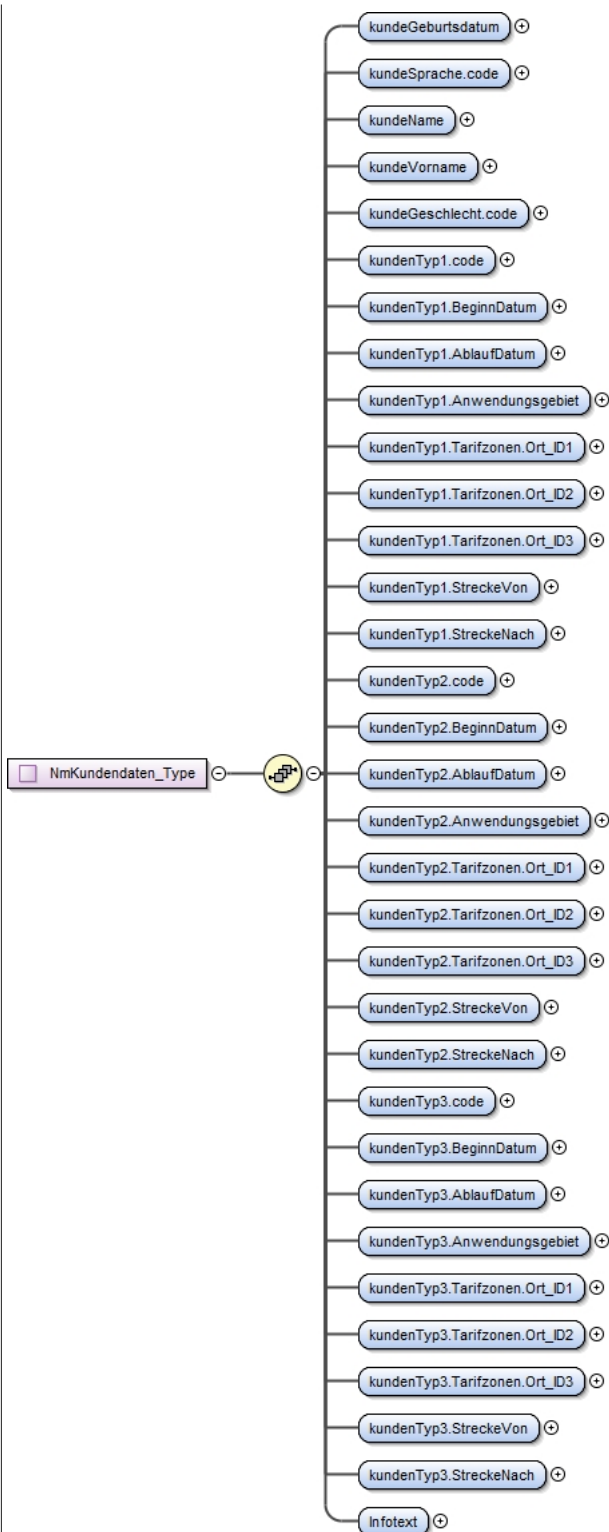 kundeGeburtsdatum
kundeSprache.code
kundeName
kundeVorname
kundeGeschlecht.code
kundenTyp1.code
kundenTyp1.BeginnDatum
kundenTyp1.AblaufDatum
kundenTyp1.Anwendungsgebiet
kundenTyp1.Tarifzonen.Ort_ID1
kundenTyp1.Tarifzonen.Ort_ID2
kundenTyp1.Tarifzonen.Ort_ID3
kundenTyp1.StreckeVon
kundenTyp1.StreckeNach
kundenTyp2.code
kundenTyp2.BeginnDatum
NmKundendaten_Type
kundenTyp2.AblaufDatum
kundenTyp2.Anwendungsgebiet
kundenTyp2.Tarifzonen.Ort_ID1
kundenTyp2.Tarifzonen.Ort_ID2
kundenTyp2.Tarifzonen.Ort_ID3
kundenTyp2.StreckeVon
kundenTyp2.StreckeNach
kundenTyp3.code
kundenTyp3.BeginnDatum
kundenTyp3.AblaufDatum
kundenTyp3.Anwendungsgebiet
kundenTyp3.Tarifzonen.Ort_ID1
kundenTyp3.Tarifzonen.Ort_ID2
kundenTyp3.Tarifzonen.Ort_ID3
kundenTyp3.StreckeVon
kundenTyp3.StreckeNach
Infotext